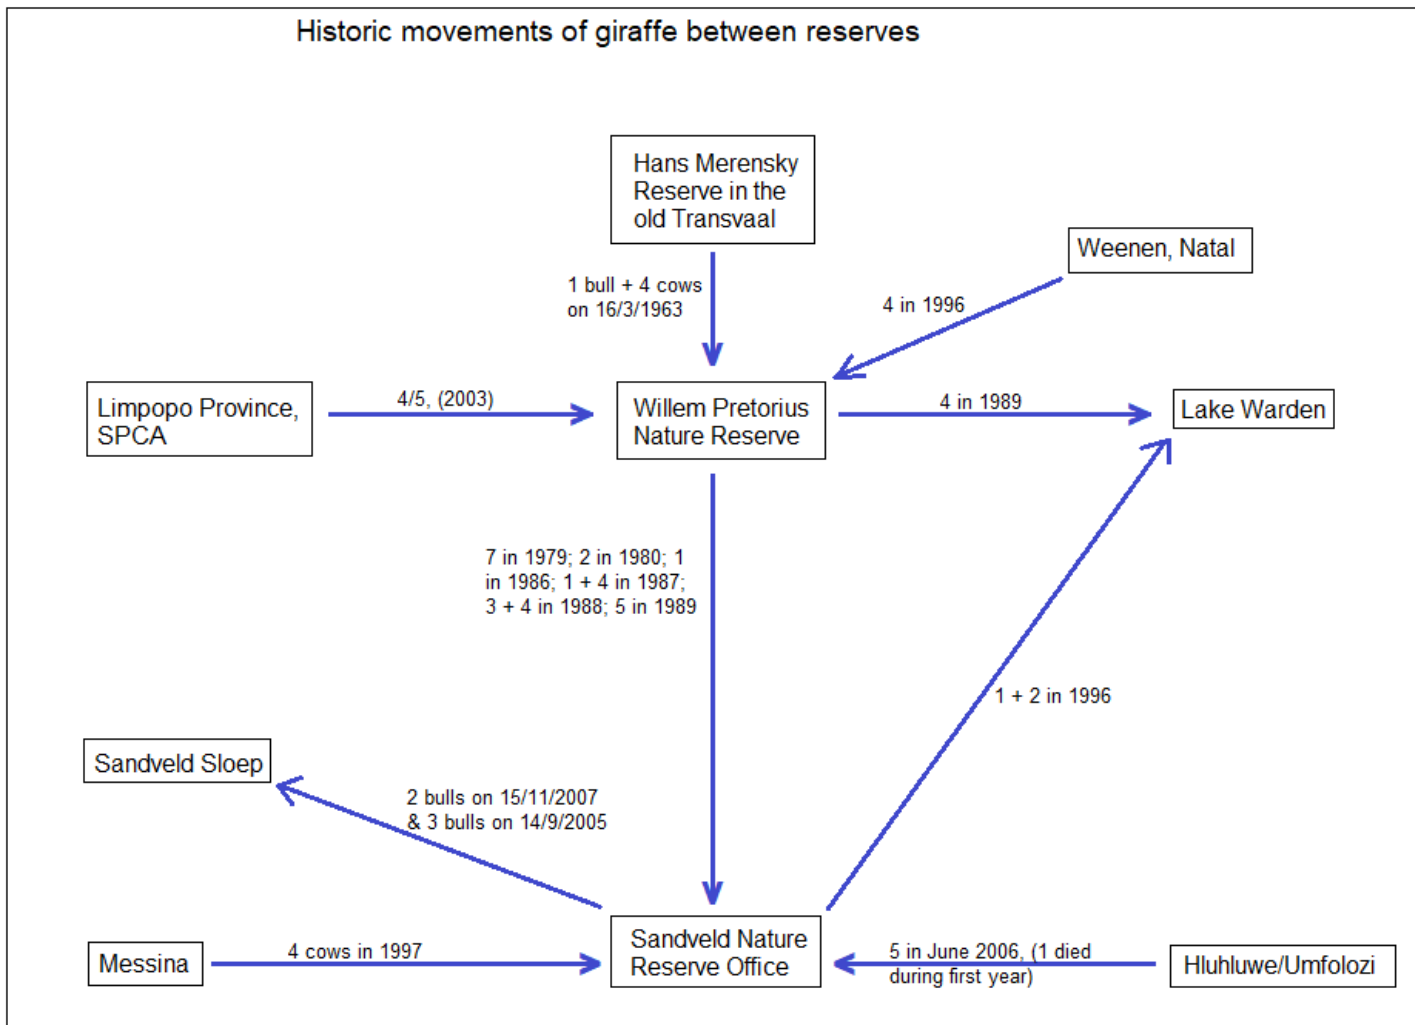 Historic movements of giraffe between reserves
Hans Merensky
Reserve in the
old Transvaal
Weenen, Natal
1 bull + 4 cows
on 16/3/1963
4 in 1996
Limpopo Province,
SPCA
4/5, (2003)
Willem Pretorius
Nature Reserve
4 in 1989
Lake Warden
7 in 1979; 2 in 1980; 1
in 1986; 1 + 4 in 1987;
3 + 4 in 1988; 5 in 1989
1 + 2 in 1996
Sandveld Sloep
2 bulls on 15/11/2007
& 3 bulls on 14/9/2005
Messina
4 cows in 1997
Sandveld Nature
Reserve Office
5 in June 2006, (1 died
during first year)
Hluhluwe/Umfolozi